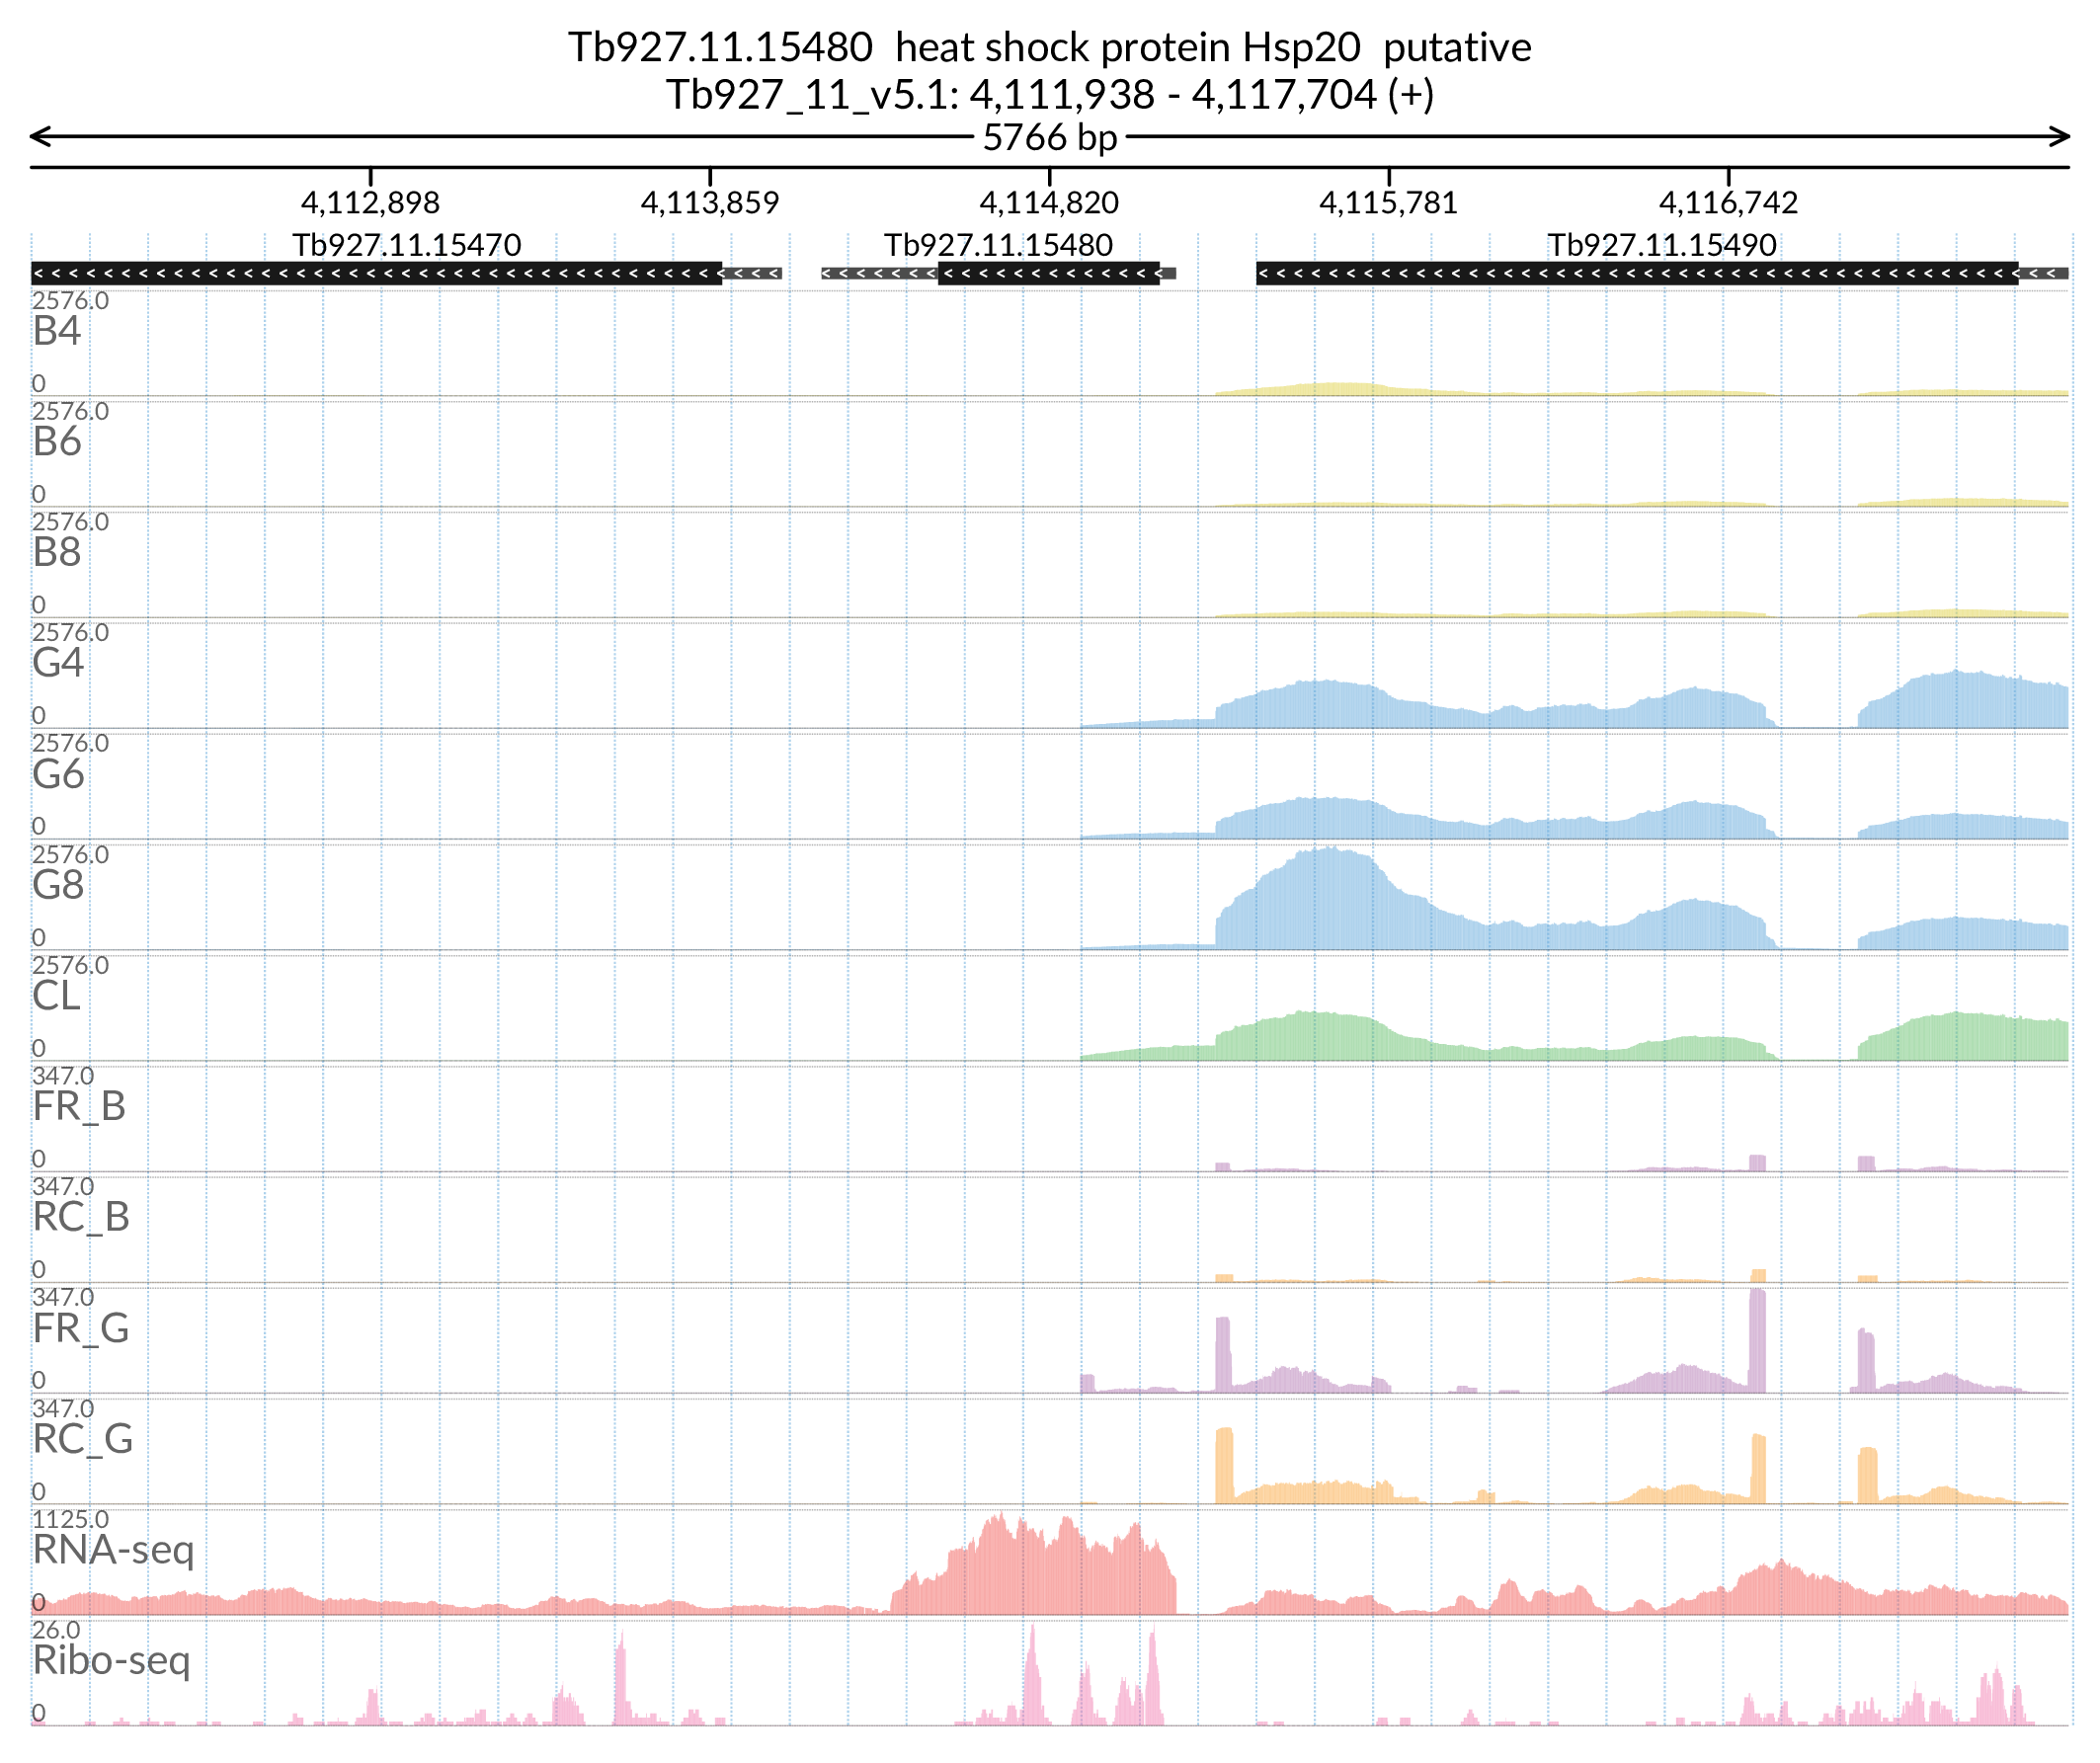 Tb927.11.15480 heat shock protein Hsp20 putative
Tb927_11_v5.1: 4,111,938 - 4,117,704 (+)
5766 bp
4,112,898 4,113,859 4,114,820 4,115,781 4,116,742
Tb927.11.15470 Tb927.11.15480 Tb927.11.15490
2576.0
B4
0
2576.0
B6
0
2576.0
B8
0
2576.0
G4
0
2576.0
G6
0
2576.0
G8
0
2576.0
CL
0
347.0
FR_B
0
347.0
RC_B
0
347.0
FR_G
0
347.0
RC_G
0
1125.0
RNA-seq
0
26.0
Ribo-seq
0